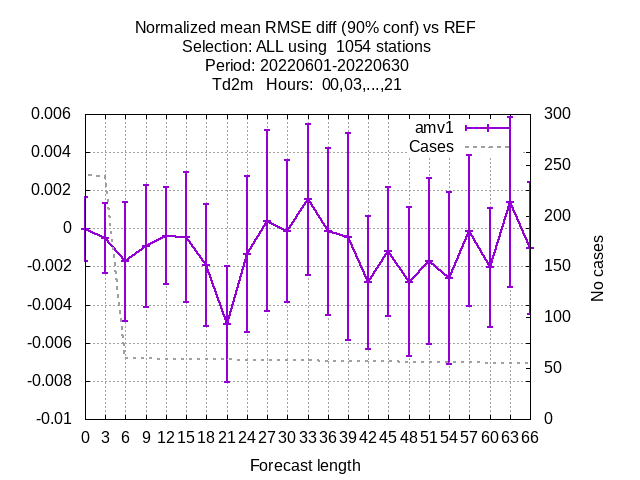 Normalized mean RMSE diff (90% conf) vs REF
Selection: ALL using  1054 stations
Period: 20220601-20220630
Td2m   Hours:  00,03,...,21
0.006 300
amv1
Cases
0.004 250
0.002 200
0
-0.002 150
No cases
-0.004 100
-0.006 50
-0.008
-0.01 0
0 3 6 9 12 15 18 21 24 27 30 33 36 39 42 45 48 51 54 57 60 63 66
Forecast length